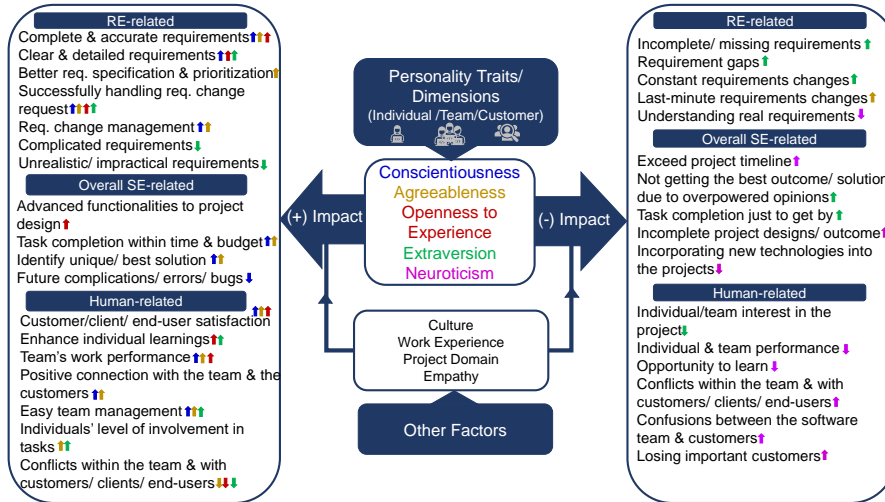 RE-related
Complete & accurate requirements
Clear & detailed requirements
Better req. specification & prioritization
Successfully handling req. change
request
Req. change management
Complicated requirements
Unrealistic/ impractical requirements
Overall SE-related
Advanced functionalities to project
design
Task completion within time & budget
Identify unique/ best solution
Future complications/ errors/ bugs
Human-related
Customer/client/ end-user satisfaction
Enhance individual learnings
Team's work performance
Positive connection with the team & the
customers
Easy team management
Individuals' level of involvement in
tasks
Conflicts within the team & with
customers/ clients/ end-users
(+) Impact
Personality Traits/
Dimensions
(Individual /Team/Customer)
Conscientiousness
Agreeableness
Openness to
Experience
Extraversion
Neuroticism
Culture
Work Experience
Project Domain
Empathy
Other Factors
(-) Impact
RE-related
Incomplete/ missing requirements
Requirement gaps
Constant requirements changes
Last-minute requirements changes
Understanding real requirements
Overall SE-related
Exceed project timeline
Not getting the best outcome/ solution
due to overpowered opinions
Task completion just to get by
Incomplete project designs/ outcome
Incorporating new technologies into
the projects
Human-related
Individual/team interest in the
project
Individual & team performance
Opportunity to learn
Conflicts within the team & with
customers/ clients/ end-users
Confusions between the software
team & customers
Losing important customers